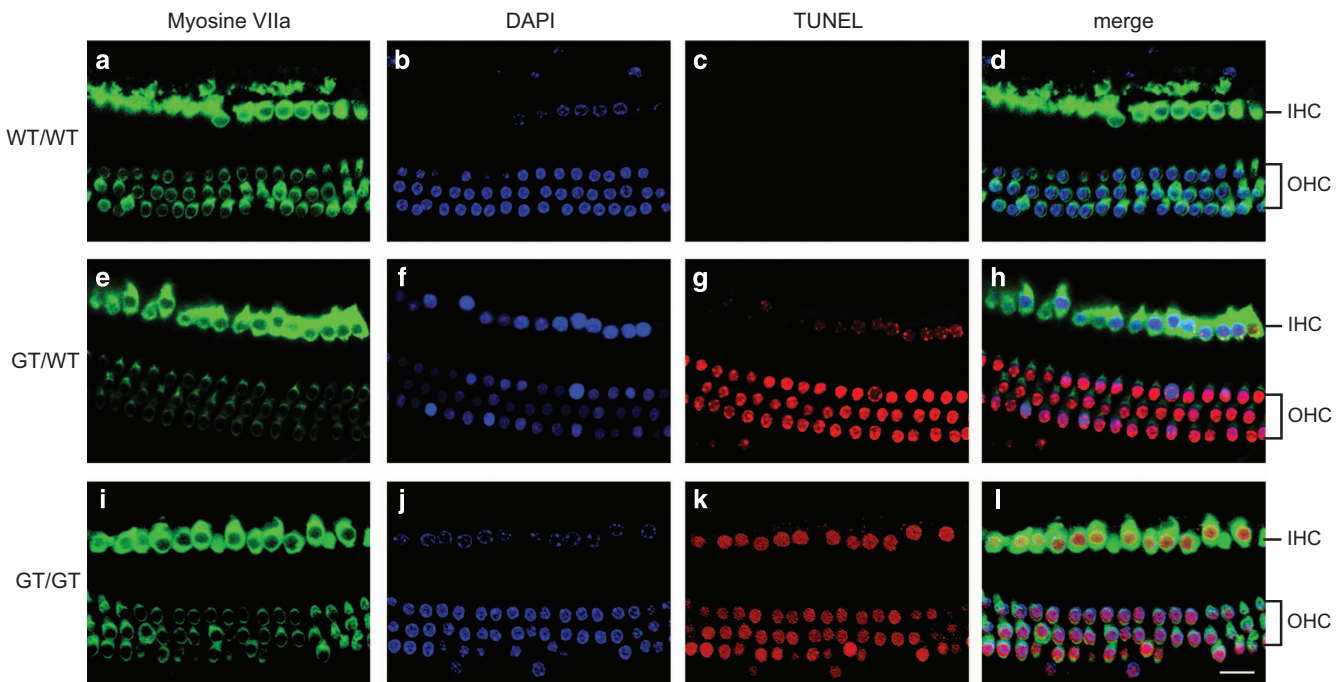 Myosine VIIa DAPI TUNEL merge
a b c d
WT/WT
IHC
OHC
e f g h
GT/WT
IHC
OHC
i j k l
GT/GT
IHC
OHC